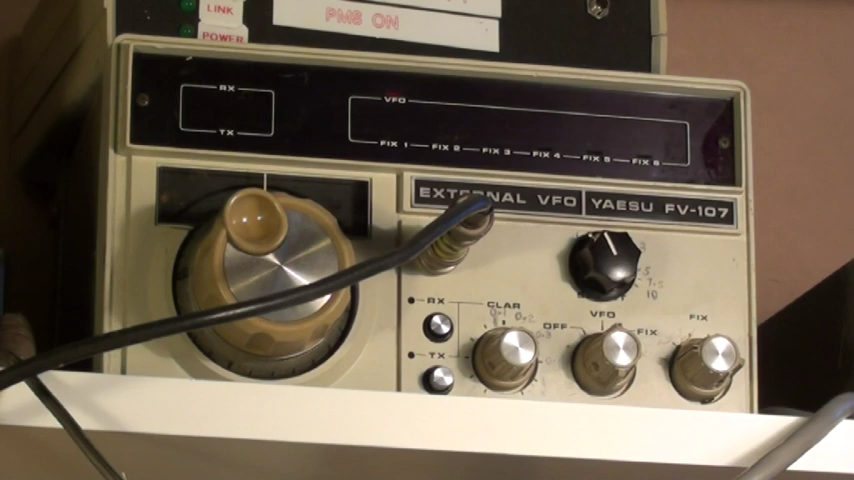 LINK
PMS ON
POWER
RX
VFO
TX
FIX 1 FIX 2 FIX 3 FIX 4 FIX 5 FIX 6
EXTERNAL VFO YAESU FV-107
RX CLAR
VFO
OFF FIX
FIX
TX
10